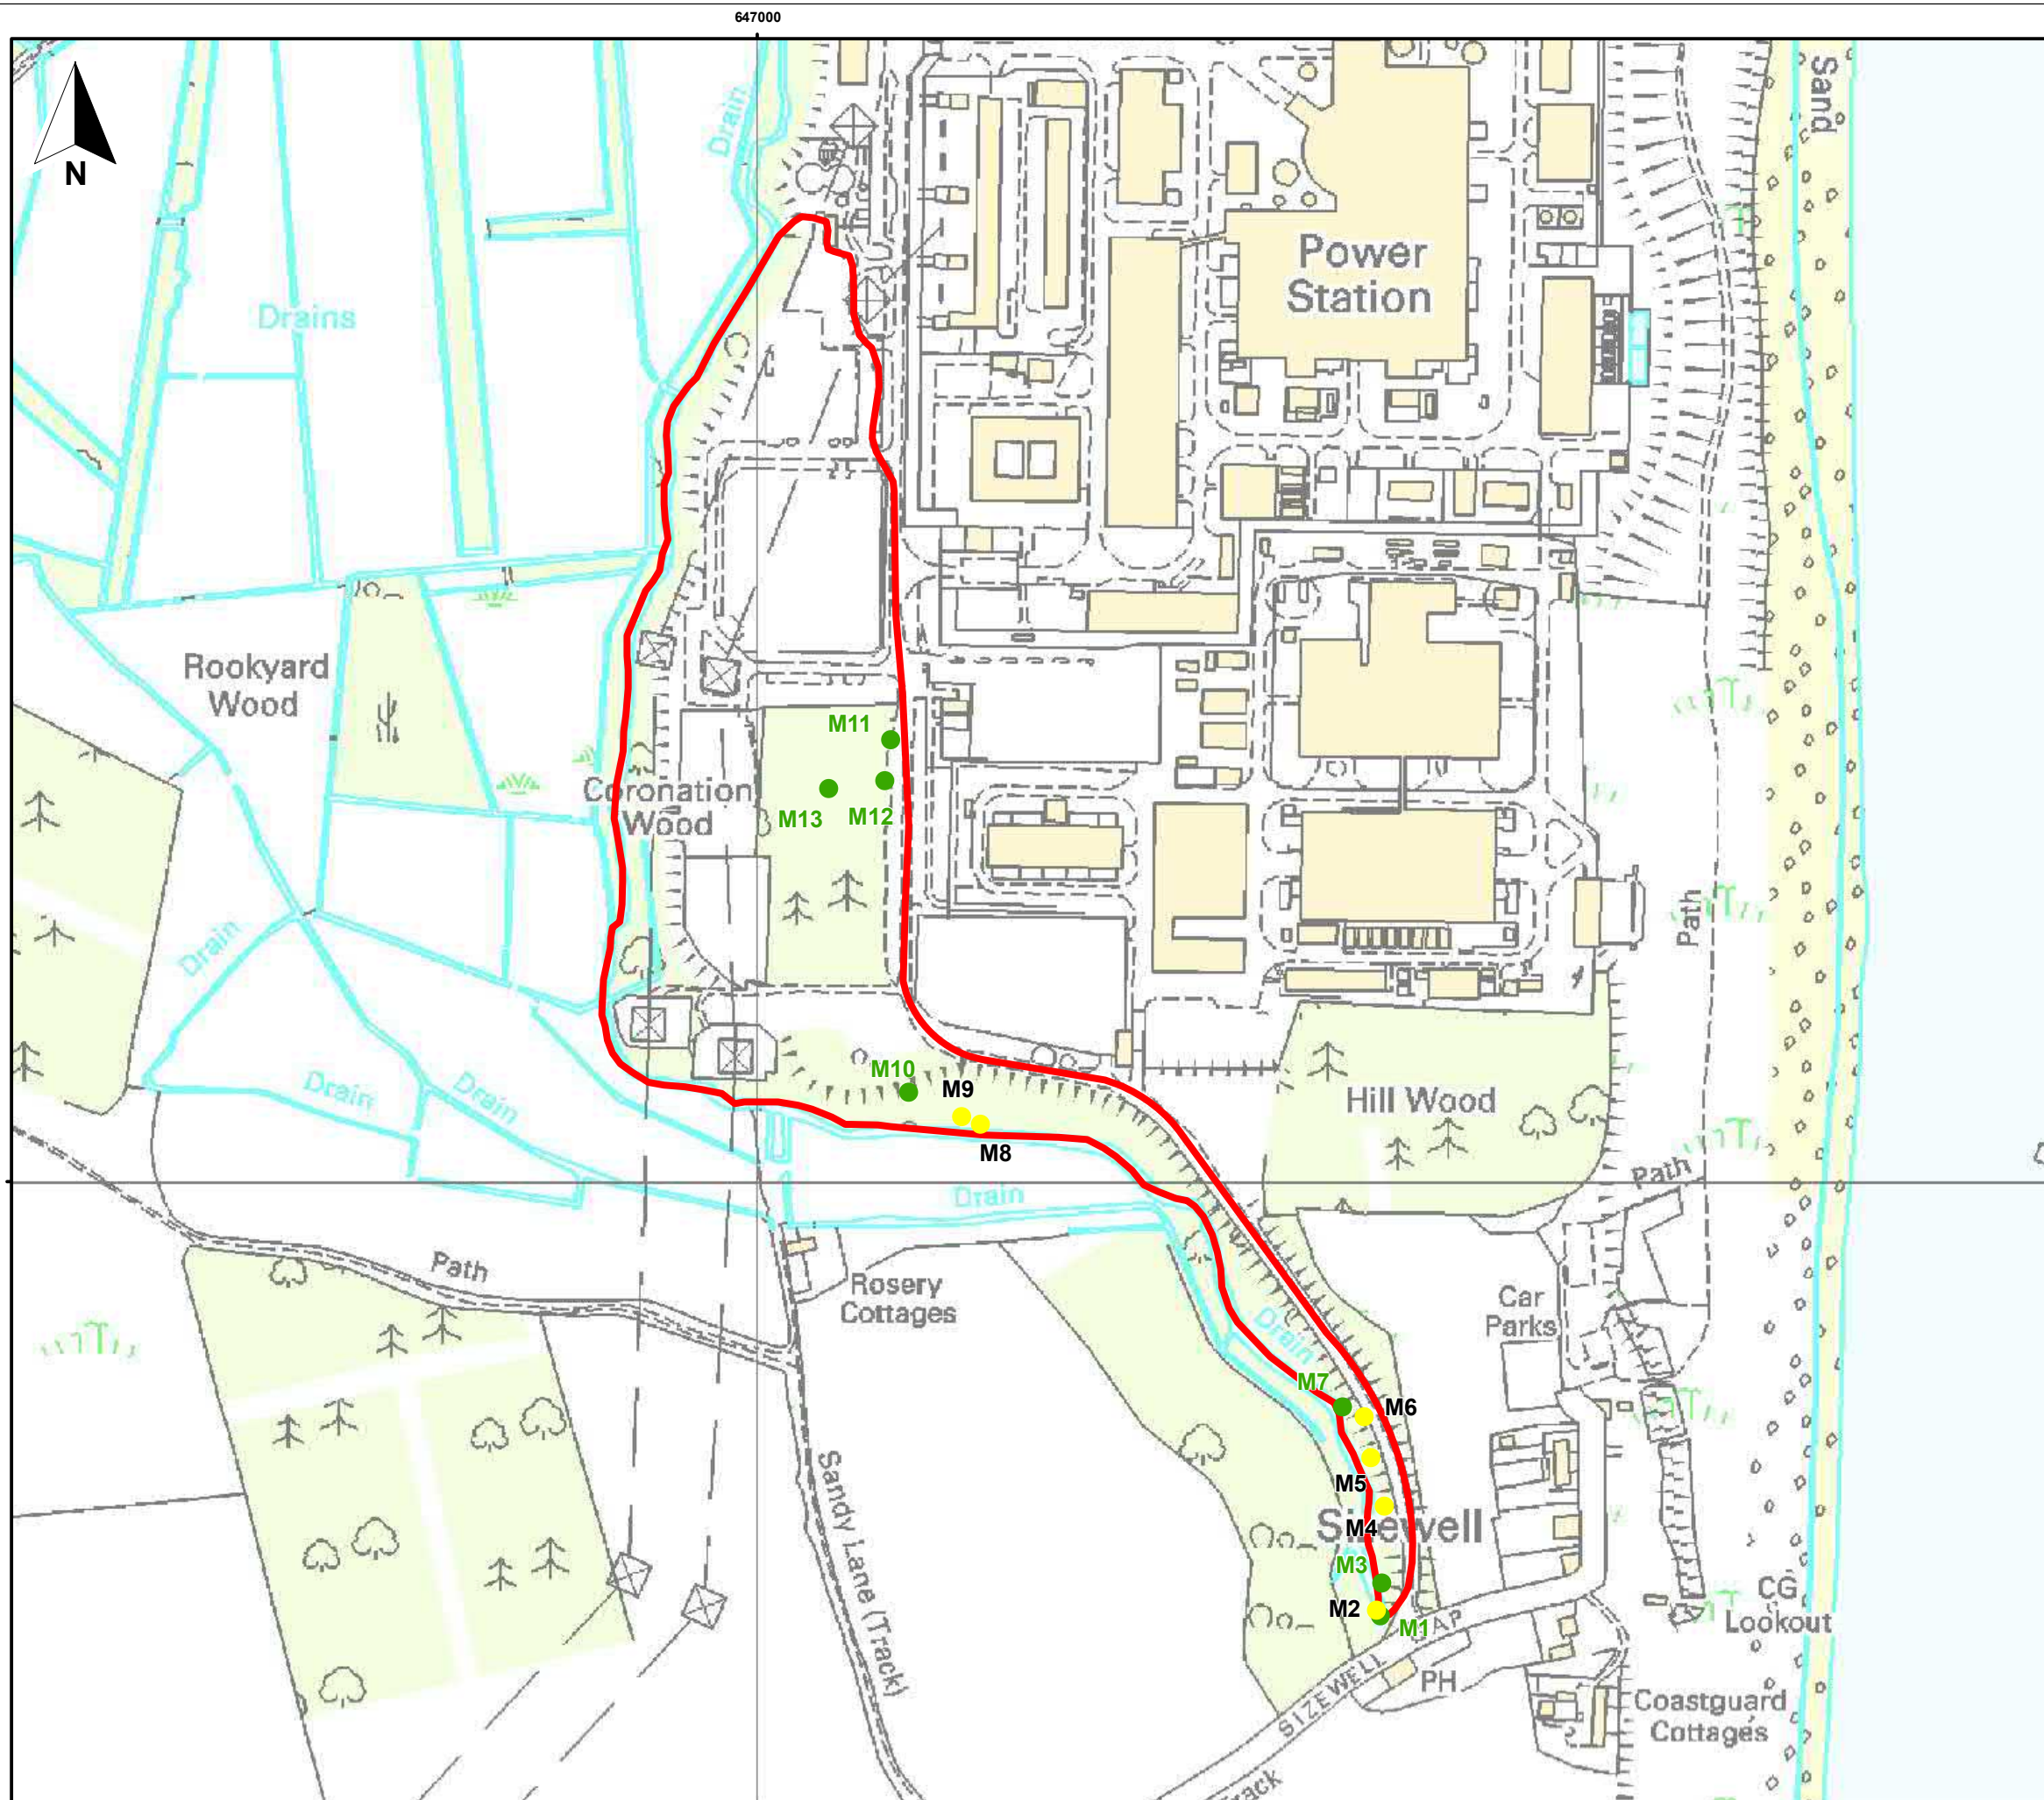 647000
N
Drain
Sand
Power
Station
Drains
Rookyard
Wood
M11
Coronation
Wood
M13
M12
Path
Drain
M10
M9
M8
Drain
Drain
Hill Wood
Path
Drain
Path
Rosery
Cottages
Car
Parks
Drain
M7
M6
M5
Sandy Lane (Track)
M4
Sizewell
M3
M2
M1
CG
Lookout
SIZEWELL GAP
PH
Coastguard
Cottages